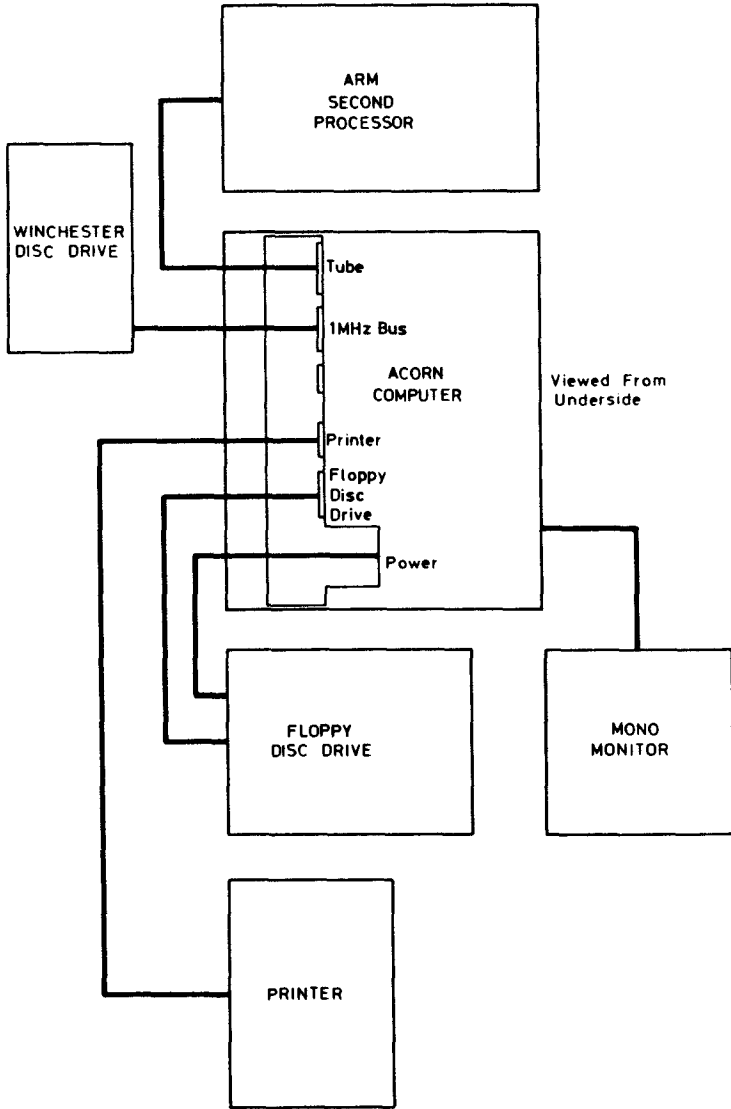 ARM
SECOND
PROCESSOR
WINCHESTER
DISC DRIVE
Tube
1MHz Bus
ACORN
COMPUTER
Viewed From
Underside
Printer
Floppy
Disc
Drive
Power
FLOPPY
DISC DRIVE
MONO
MONITOR
PRINTER